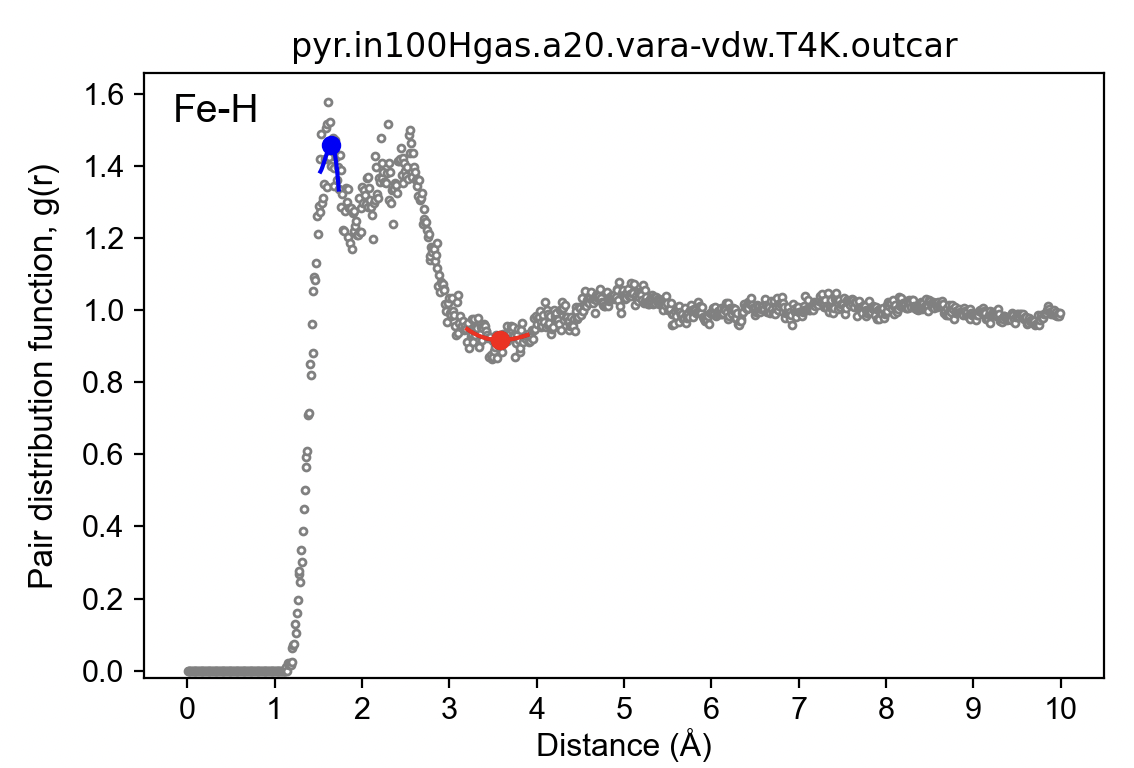 pyr.in100Hgas.a20.vara-vdw.T4K.outcar
Fe-H
Pair distribution function, g(r)
1.6
1.4
1.2
1.0
0.8
0.6
0.4
0.2
0.0
0 1 2 3 4 5 6 7 8 9 10
Distance (Å)